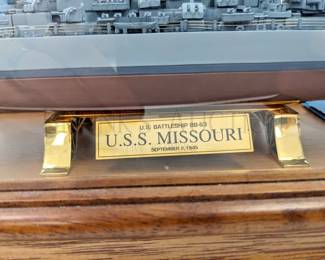 U.S. BATTLESHIP BB-63
U.S.S. MISSOURI
SEPTEMBER 2, 1945